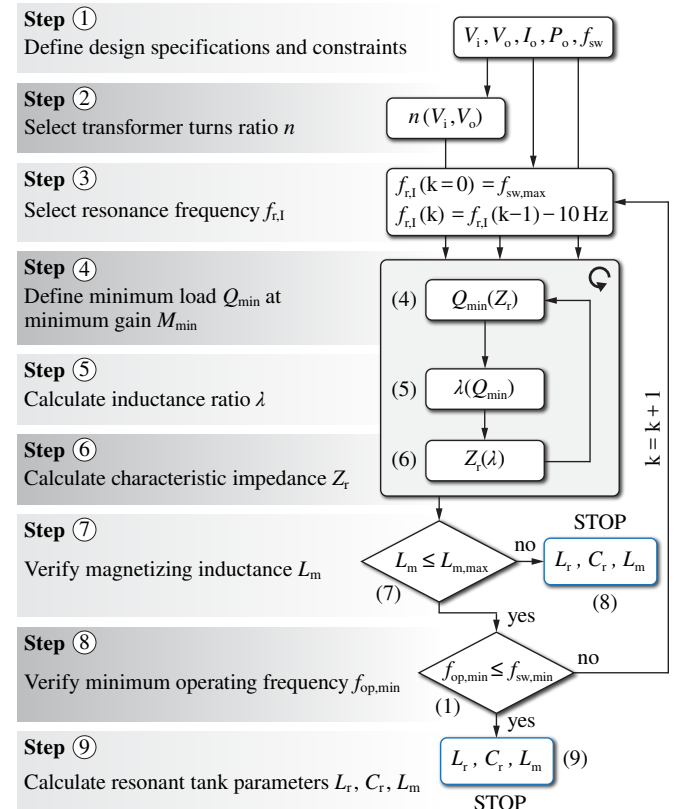 Step ①
Define design specifications and constraints
V_i, V_o, I_o, P_o, f_sw
Step ②
Select transformer turns ratio n
n(V_i, V_o)
Step ③
Select resonance frequency f_r,I
f_r,I(k=0) = f_sw,max
f_r,I(k) = f_r,I(k−1) − 10 Hz
Step ④
Define minimum load Q_min at
minimum gain M_min
(4)
Q_min(Z_r)
Step ⑤
Calculate inductance ratio λ
(5)
λ(Q_min)
Step ⑥
Calculate characteristic impedance Z_r
(6)
Z_r(λ)
k = k + 1
Step ⑦
Verify magnetizing inductance L_m
L_m ≤ L_m,max
(7)
no
STOP
L_r , C_r , L_m
(8)
yes
Step ⑧
Verify minimum operating frequency f_op,min
f_op,min ≤ f_sw,min
(1)
no
yes
Step ⑨
Calculate resonant tank parameters L_r, C_r, L_m
L_r , C_r , L_m
(9)
STOP